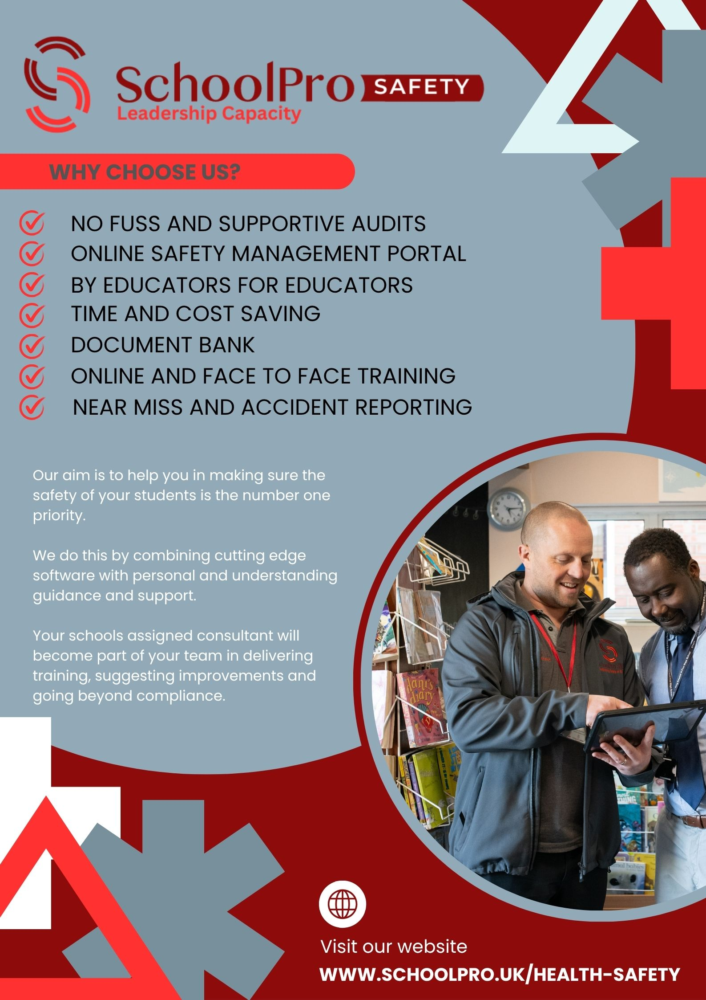 SchoolPro SAFETY
Leadership Capacity
WHY CHOOSE US?
NO FUSS AND SUPPORTIVE AUDITS
ONLINE SAFETY MANAGEMENT PORTAL
BY EDUCATORS FOR EDUCATORS
TIME AND COST SAVING
DOCUMENT BANK
ONLINE AND FACE TO FACE TRAINING
NEAR MISS AND ACCIDENT REPORTING
Our aim is to help you in making sure the
safety of your students is the number one
priority.
We do this by combining cutting edge
software with personal and understanding
guidance and support.
Your schools assigned consultant will
become part of your team in delivering
training, suggesting improvements and
going beyond compliance.
dani's
diary
animal babies
Visit our website
WWW.SCHOOLPRO.UK/HEALTH-SAFETY